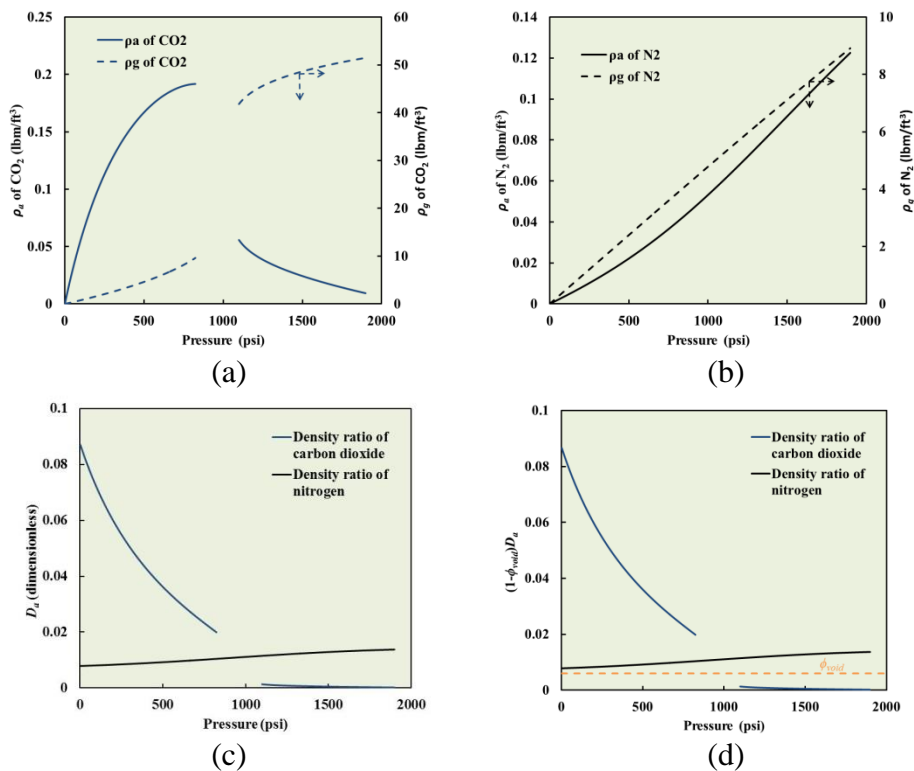 (a)
(b)
0.25
0.2
0.15
0.1
0.05
0
60
50
40
30
20
10
0
ρa of CO2
ρg of CO2
ρₐ of CO₂ (lbm/ft³)
ρg of CO₂ (lbm/ft³)
0 500 1000 1500 2000
Pressure (psi)
(a)
0.14
0.12
0.1
0.08
0.06
0.04
0.02
0
10
8
6
4
2
0
ρa of N2
ρg of N2
ρₐ of N₂ (lbm/ft³)
ρg of N₂ (lbm/ft³)
0 500 1000 1500 2000
Pressure (psi)
(b)
0.1
0.08
0.06
0.04
0.02
0
Density ratio of
carbon dioxide
Density ratio of
nitrogen
Dₐ (dimensionless)
0 500 1000 1500 2000
Pressure (psi)
(c)
0.1
0.08
0.06
0.04
0.02
0
Density ratio of
carbon dioxide
Density ratio of
nitrogen
(1-ϕvoid)Dₐ
ϕvoid
0 500 1000 1500 2000
Pressure (psi)
(d)